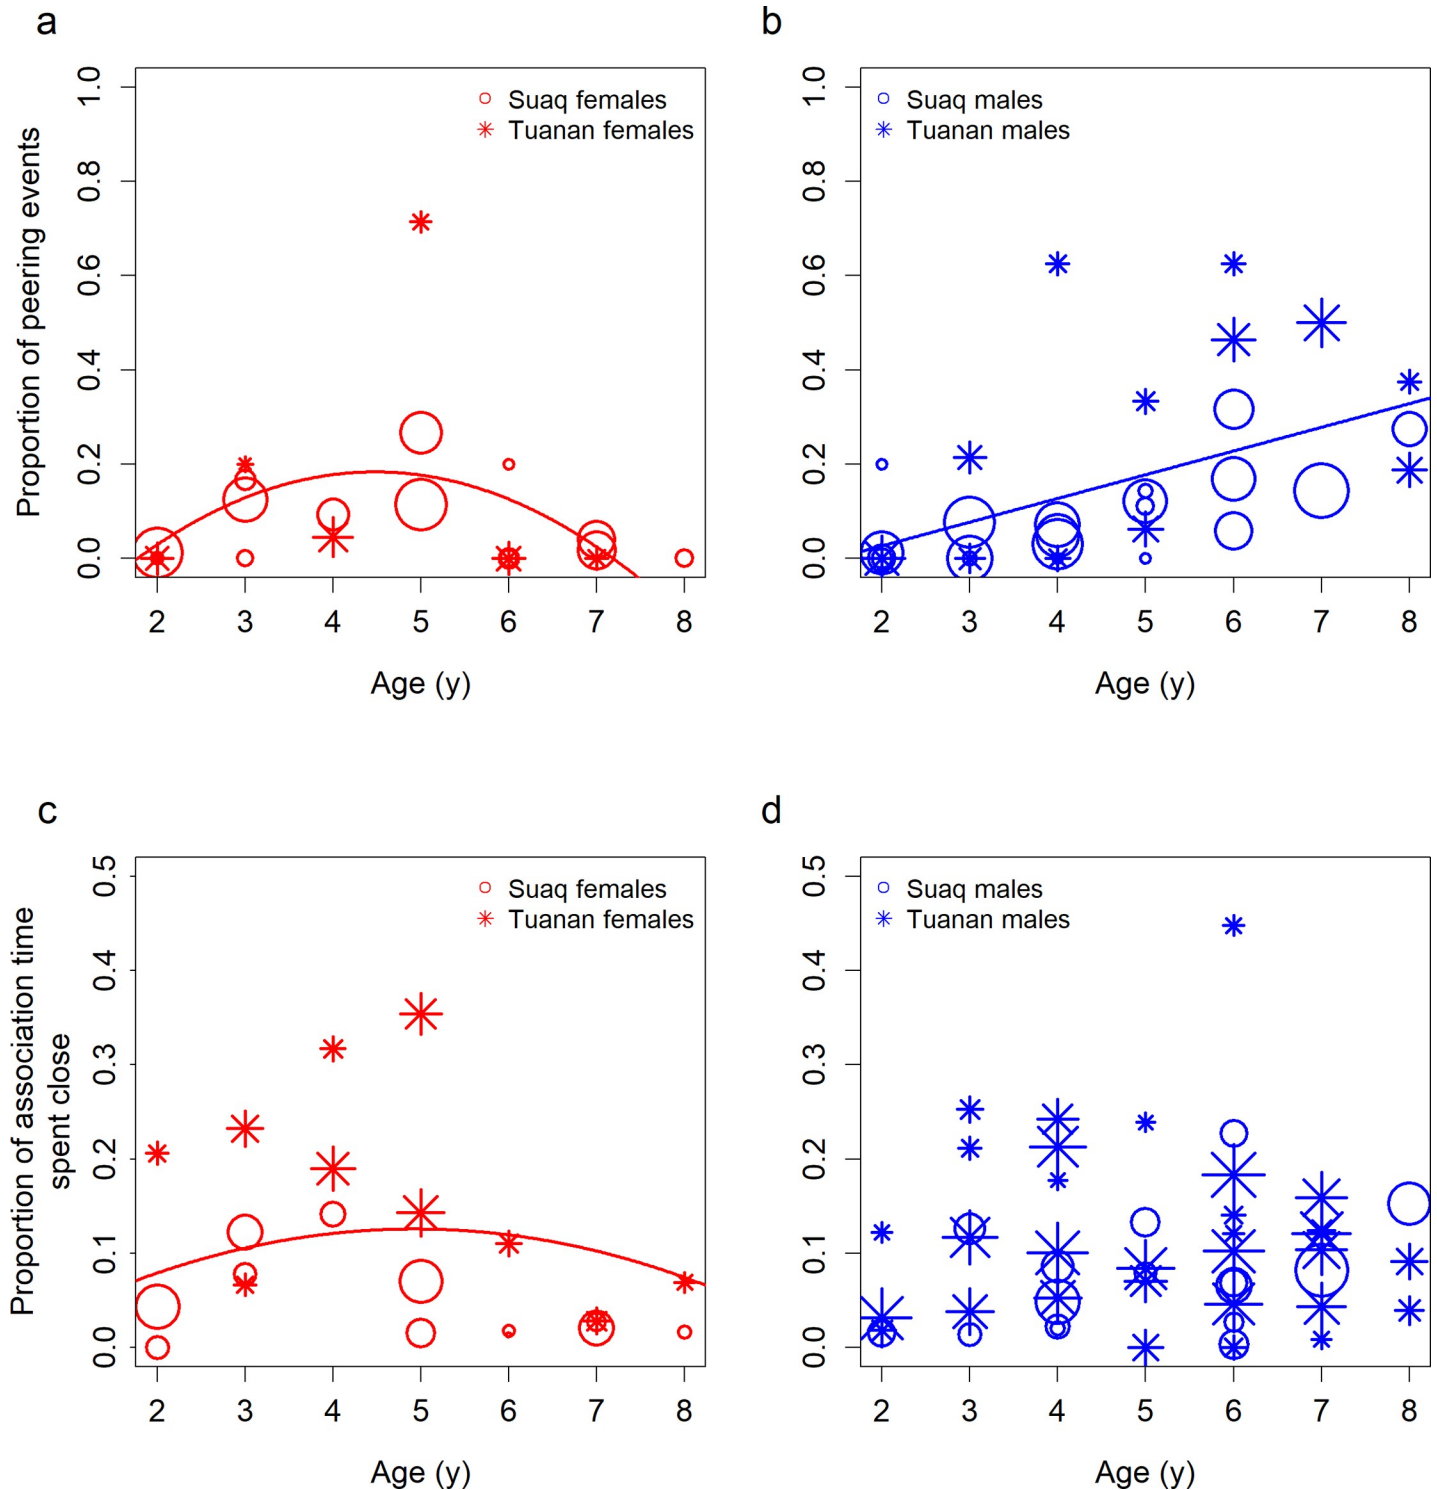 a
Proportion of peering events
1.0
0.8
0.6
0.4
0.2
0.0
Suaq females
Tuanan females
2 3 4 5 6 7 8
Age (y)
b
1.0
0.8
0.6
0.4
0.2
0.0
Suaq males
Tuanan males
2 3 4 5 6 7 8
Age (y)
c
Proportion of association time
spent close
0.5
0.4
0.3
0.2
0.1
0.0
Suaq females
Tuanan females
2 3 4 5 6 7 8
Age (y)
d
0.5
0.4
0.3
0.2
0.1
0.0
Suaq males
Tuanan males
2 3 4 5 6 7 8
Age (y)